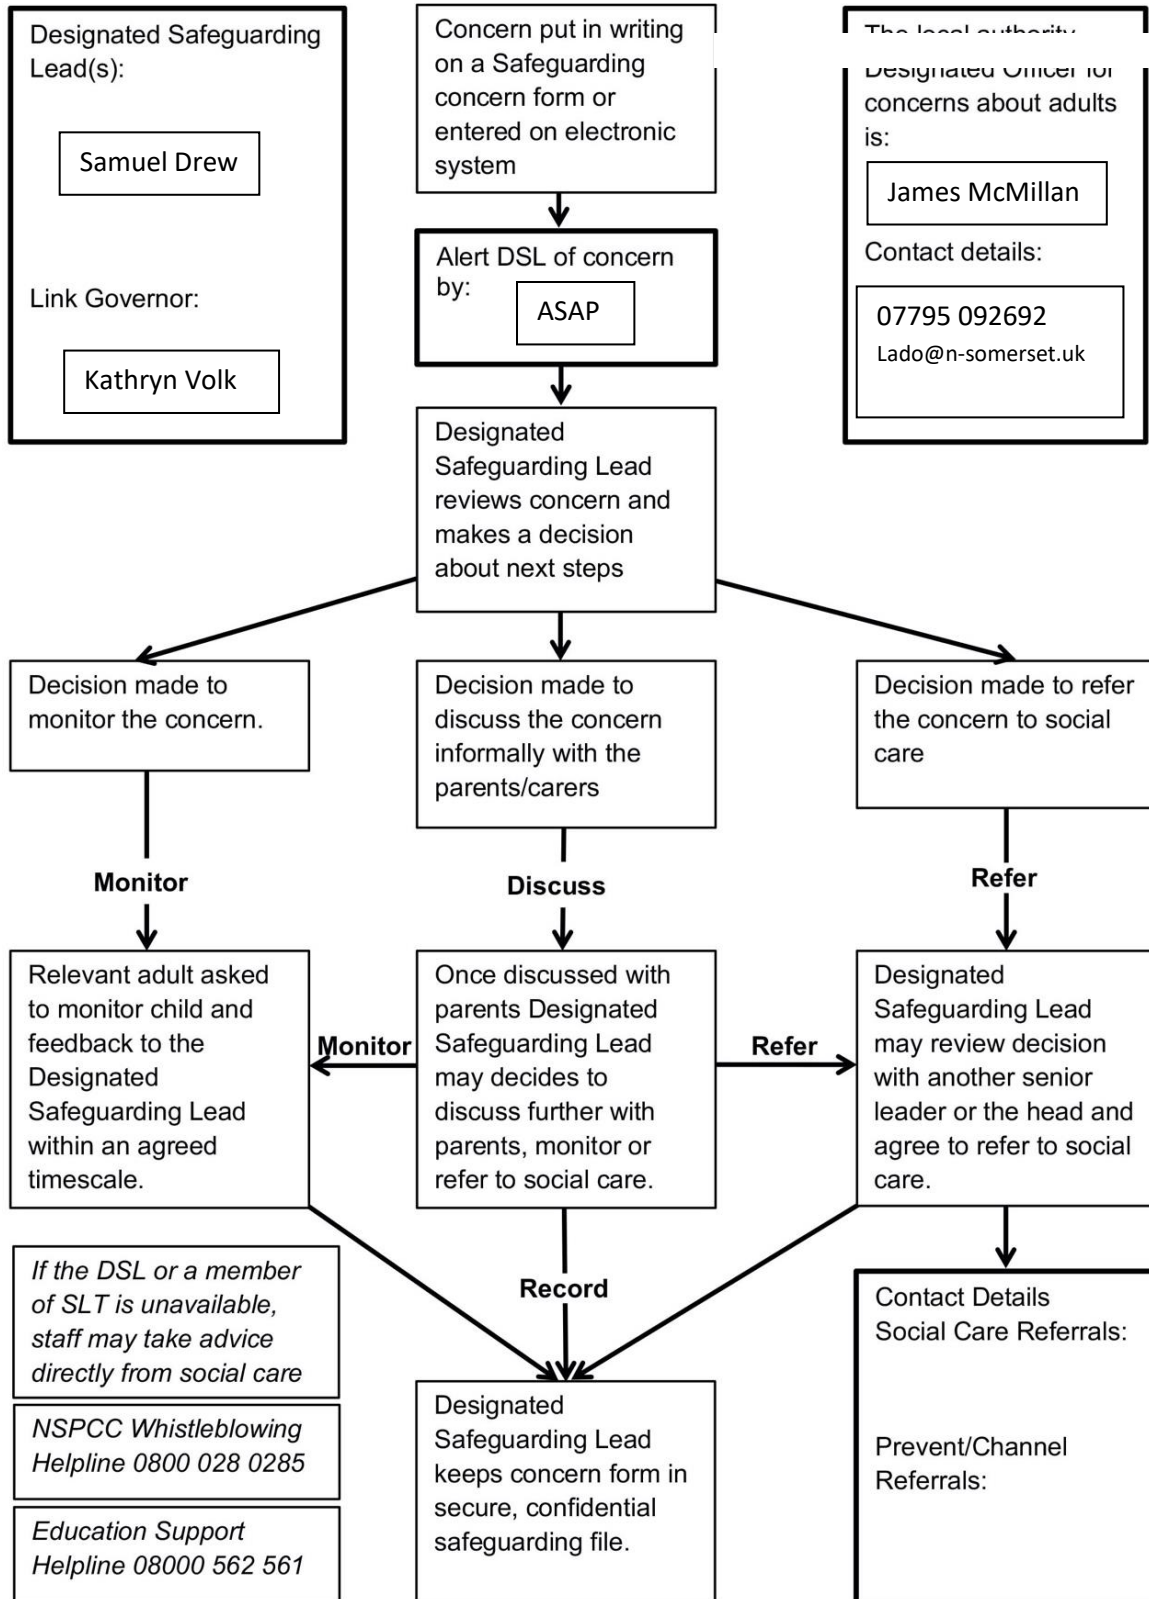 Designated Safeguarding
Lead(s):
Samuel Drew
Link Governor:
Kathryn Volk
Concern put in writing
on a Safeguarding
concern form or
entered on electronic
system
The local authority
Designated Officer for
concerns about adults
is:
James McMillan
Contact details:
07795 092692
Lado@n-somerset.uk
Alert DSL of concern
by:
ASAP
Designated
Safeguarding Lead
reviews concern and
makes a decision
about next steps
Decision made to
monitor the concern.
Decision made to
discuss the concern
informally with the
parents/carers
Decision made to refer
the concern to social
care
Monitor
Discuss
Refer
Relevant adult asked
to monitor child and
feedback to the
Designated
Safeguarding Lead
within an agreed
timescale.
Monitor
Once discussed with
parents Designated
Safeguarding Lead
may decides to
discuss further with
parents, monitor or
refer to social care.
Refer
Designated
Safeguarding Lead
may review decision
with another senior
leader or the head and
agree to refer to social
care.
If the DSL or a member
of SLT is unavailable,
staff may take advice
directly from social care
NSPCC Whistleblowing
Helpline 0800 028 0285
Education Support
Helpline 08000 562 561
Record
Designated
Safeguarding Lead
keeps concern form in
secure, confidential
safeguarding file.
Contact Details
Social Care Referrals:
Prevent/Channel
Referrals: